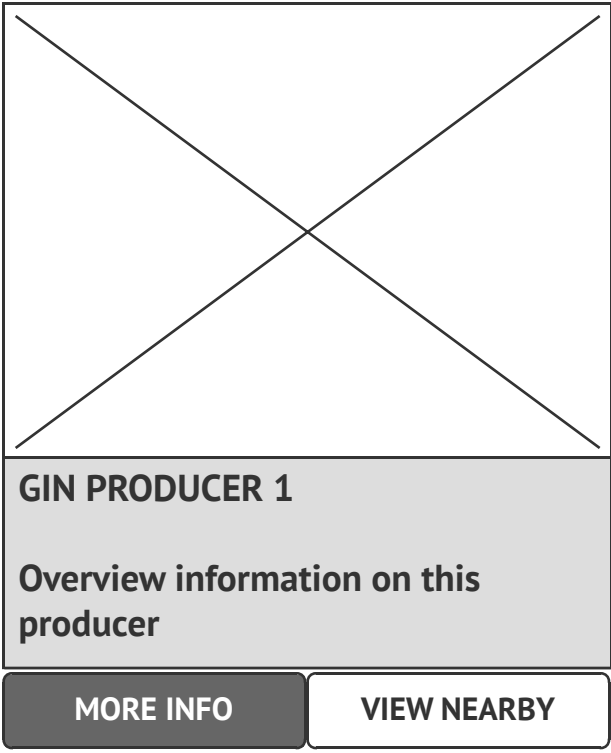 GIN PRODUCER 1
Overview information on this
producer
MORE INFO
VIEW NEARBY